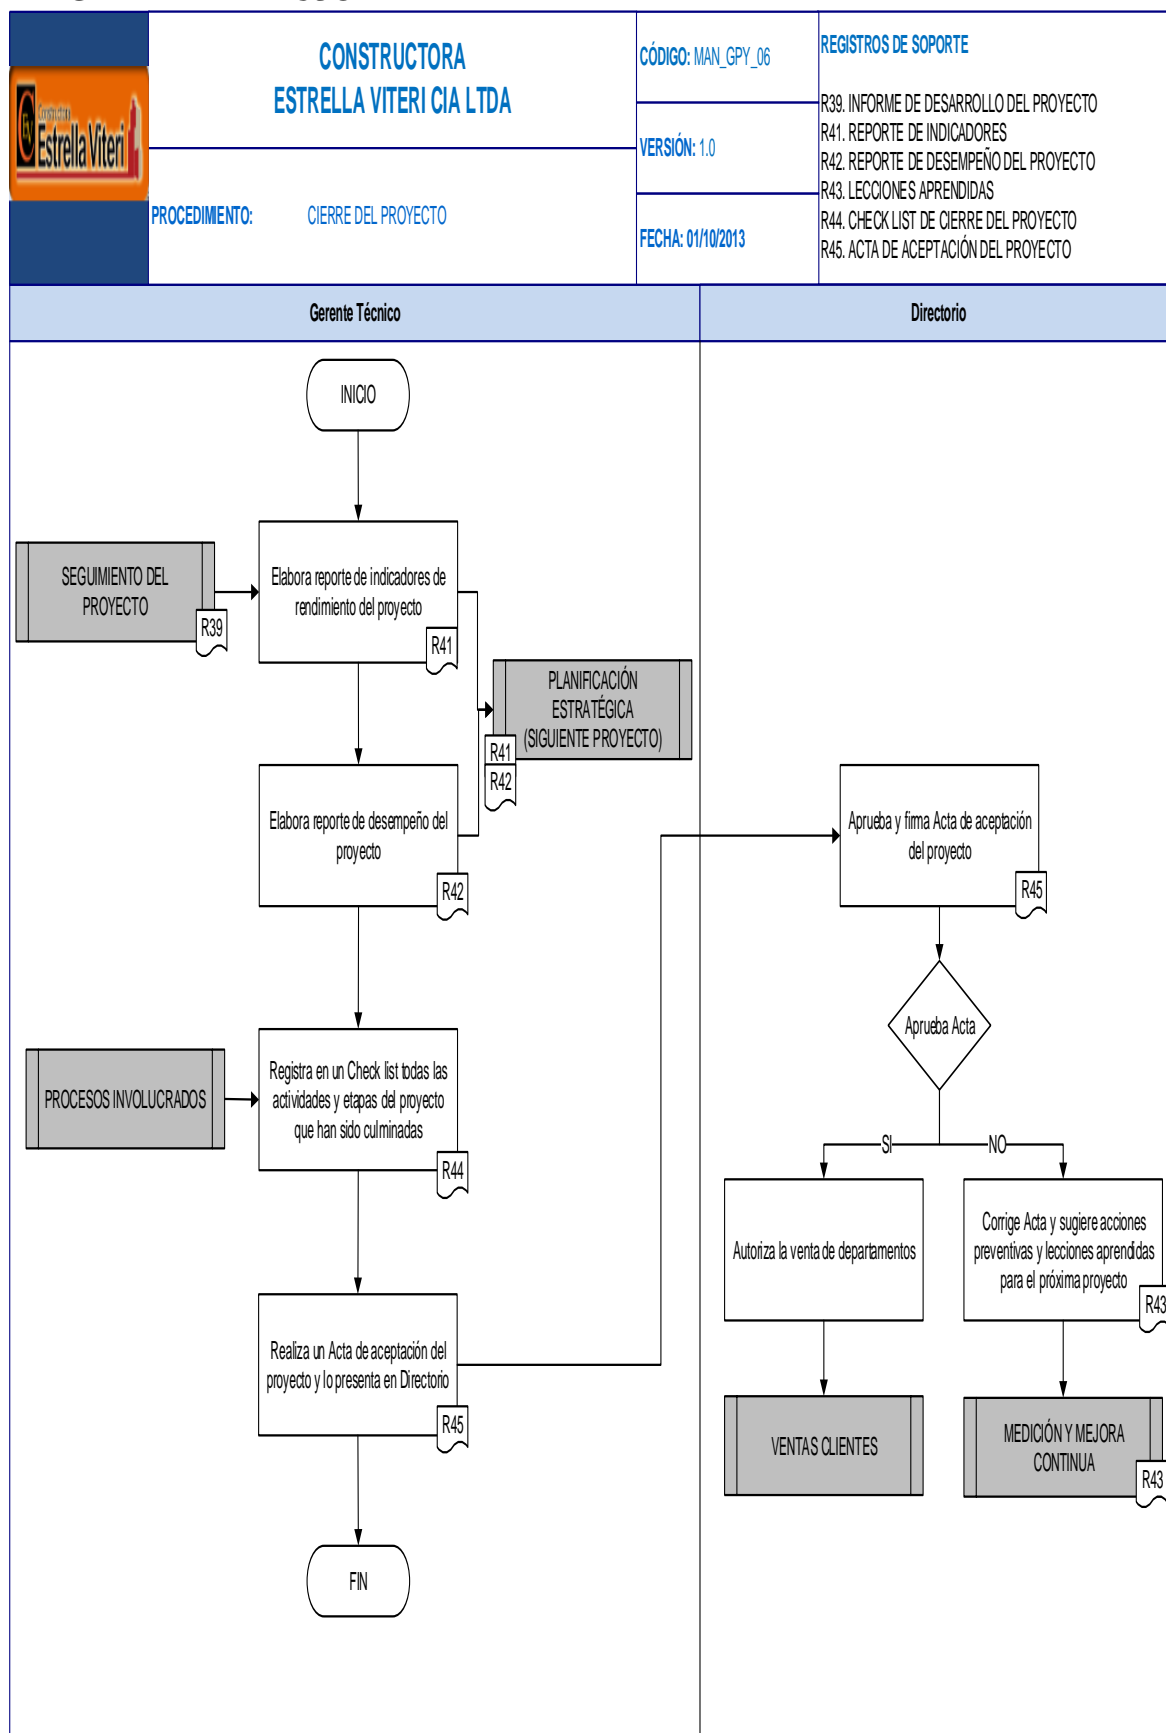 CONSTRUCTORA
ESTRELLA VITERI CIA LTDA
Constructora
Estrella Viteri
PROCEDIMIENTO: CIERRE DEL PROYECTO
CÓDIGO: MAN_GPY_06
VERSIÓN: 1.0
FECHA: 01/10/2013
REGISTROS DE SOPORTE
R39. INFORME DE DESARROLLO DEL PROYECTO
R41. REPORTE DE INDICADORES
R42. REPORTE DE DESEMPEÑO DEL PROYECTO
R43. LECCIONES APRENDIDAS
R44. CHECK LIST DE CIERRE DEL PROYECTO
R45. ACTA DE ACEPTACIÓN DEL PROYECTO
Gerente Técnico
Directorio
INICIO
SEGUIMIENTO DEL
PROYECTO
R39
Elabora reporte de indicadores de
rendimiento del proyecto
R41
PLANIFICACIÓN
ESTRATÉGICA
(SIGUIENTE PROYECTO)
R41
R42
Elabora reporte de desempeño del
proyecto
R42
Aprueba y firma Acta de aceptación
del proyecto
R45
Aprueba Acta
PROCESOS INVOLUCRADOS
Registra en un Check list todas las
actividades y etapas del proyecto
que han sido culminadas
R44
SI
NO
Autoriza la venta de departamentos
Corrige Acta y sugiere acciones
preventivas y lecciones aprendidas
para el próxima proyecto
R43
Realiza un Acta de aceptación del
proyecto y lo presenta en Directorio
R45
VENTAS CLIENTES
MEDICIÓN Y MEJORA
CONTINUA
R43
FIN